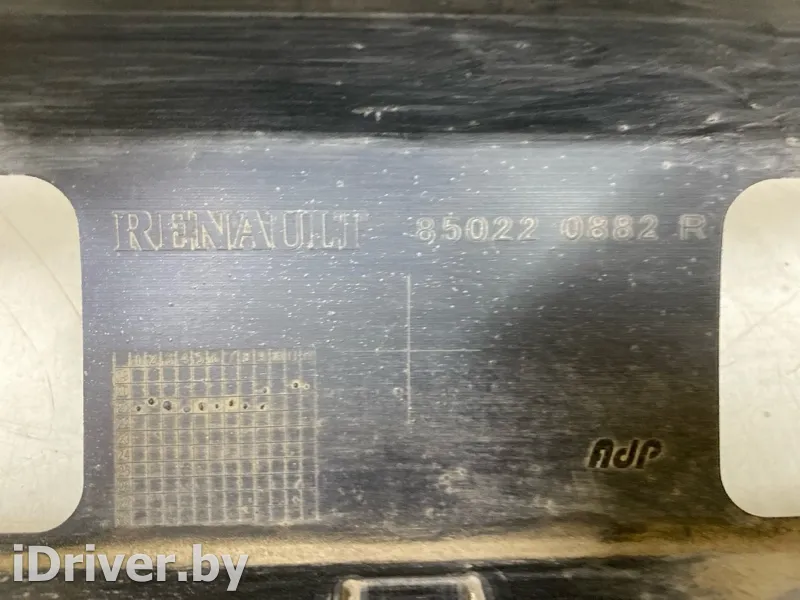 RENAULT 85022 0882 R
AdP
iDriver.by